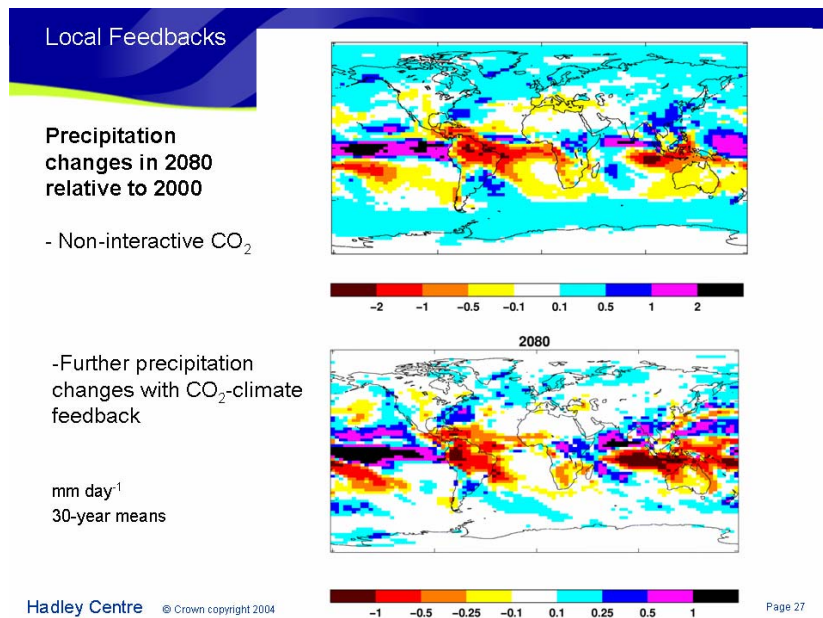 Local Feedbacks
Precipitation
changes in 2080
relative to 2000
- Non-interactive CO₂
-2 -1 -0.5 -0.1 0.1 0.5 1 2
2080
-Further precipitation
changes with CO₂-climate
feedback
mm day⁻¹
30-year means
-1 -0.5 -0.25 -0.1 0.1 0.25 0.5 1
Hadley Centre © Crown copyright 2004 Page 27